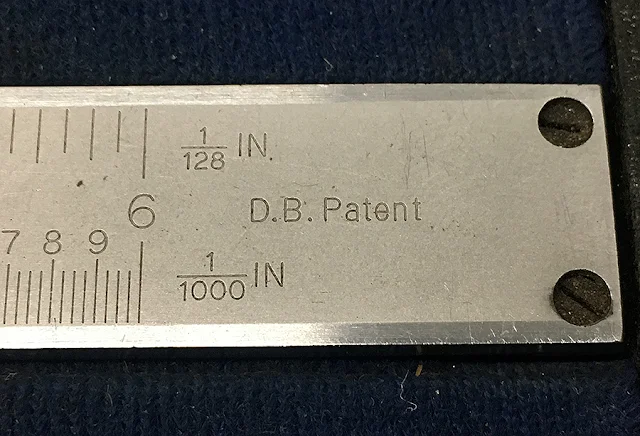 1/128 IN.
6 D.B. Patent
7 8 9
1/1000 IN